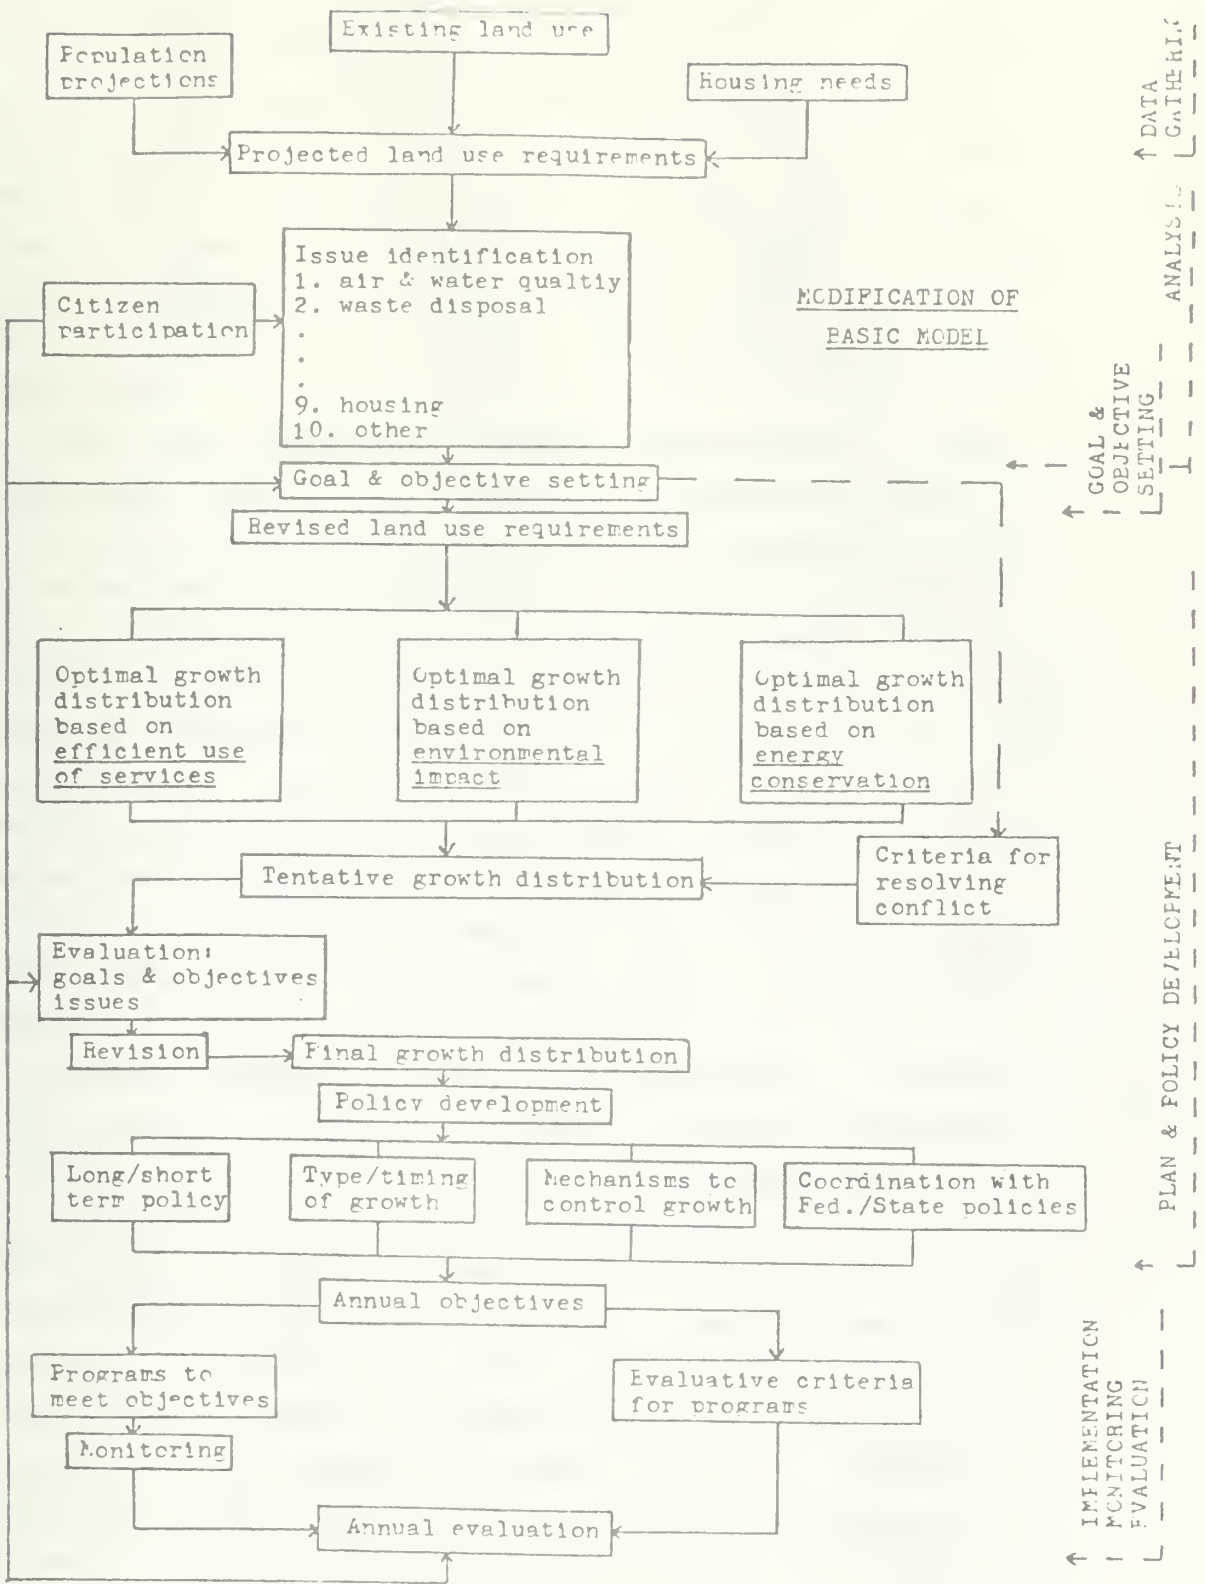 Existing land use
Population
projections
Housing needs
Projected land use requirements
Issue identification
1. air & water qualtiy
2. waste disposal
.
.
.
9. housing
10. other
Citizen
participation
MODIFICATION OF
BASIC MODEL
Goal & objective setting
Revised land use requirements
Optimal growth
distribution
based on
efficient use
of services
Optimal growth
distribution
based on
environmental
impact
Optimal growth
distribution
based on
energy
conservation
Tentative growth distribution
Criteria for
resolving
conflict
Evaluation:
goals & objectives
issues
Revision
Final growth distribution
Policy development
Long/short
term policy
Type/timing
of growth
Mechanisms to
control growth
Coordination with
Fed./State policies
Annual objectives
Programs to
meet objectives
Evaluative criteria
for programs
Monitoring
Annual evaluation
DATA
GATHERING
ANALYSIS
GOAL &
OBJECTIVE
SETTING
PLAN & POLICY DEVELOPMENT
IMPLEMENTATION
MONITORING
EVALUATION